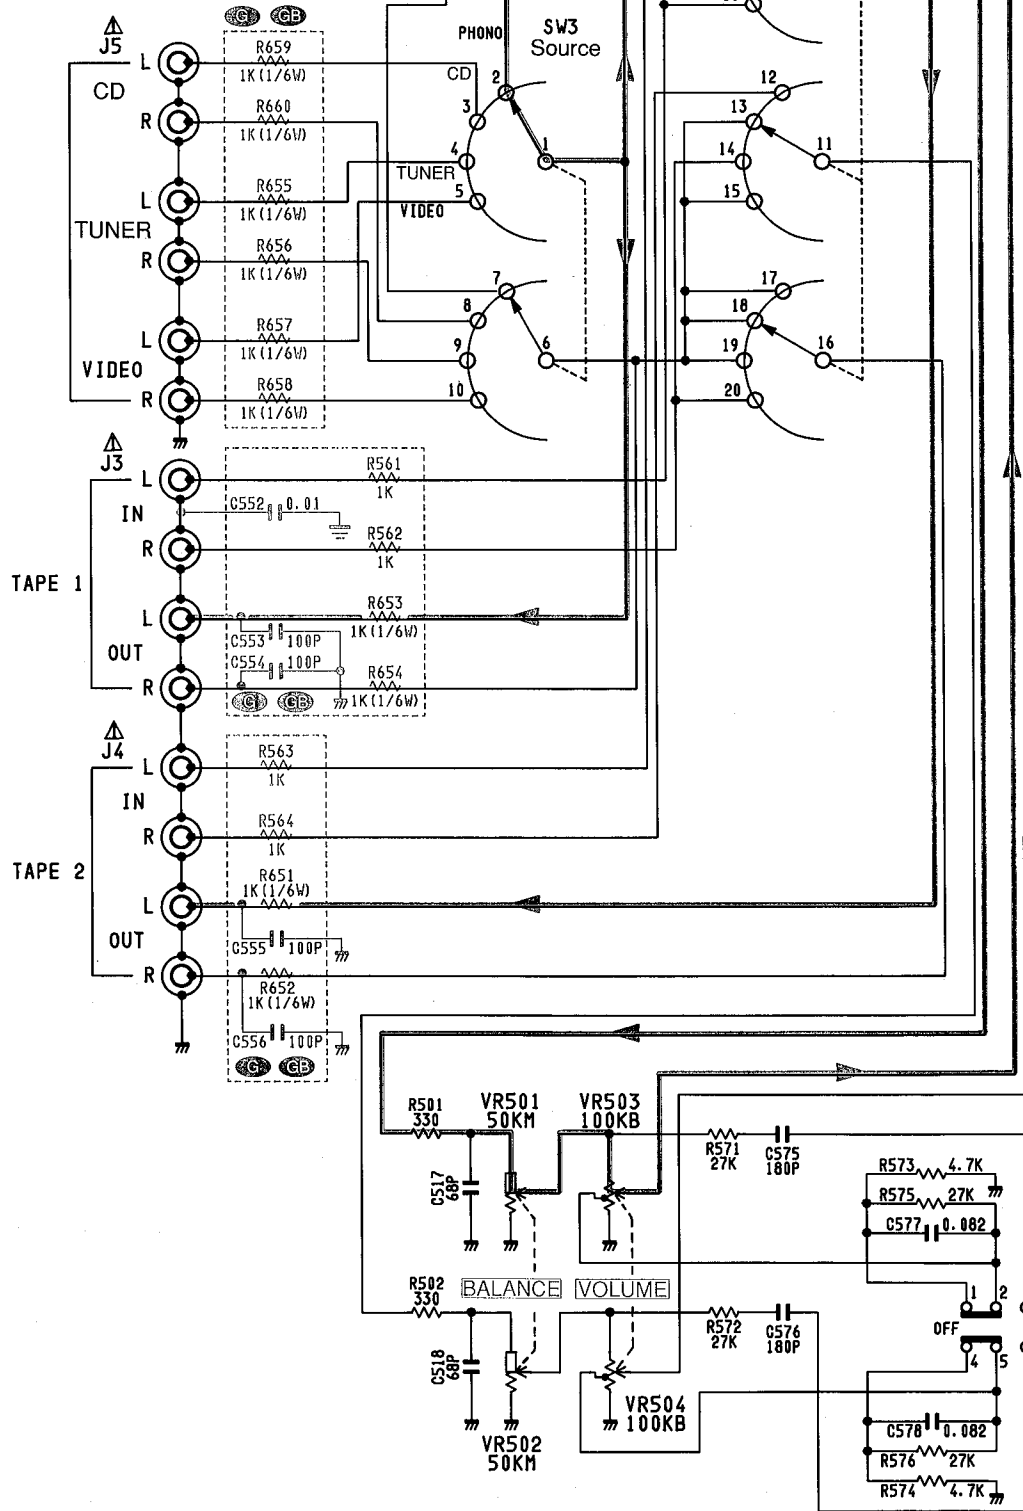 G GB
J5
L
CD
R
L
TUNER
R
L
VIDEO
R
R659
1K(1/6W)
R660
1K(1/6W)
R655
1K(1/6W)
R656
1K(1/6W)
R657
1K(1/6W)
R658
1K(1/6W)
PHONO
SW3
Source
CD
2
3
4
TUNER
5
VIDEO
1
7
8
9
10
6
12
13
14
15
11
17
18
19
20
16
J3
L
IN
R
TAPE 1
L
OUT
R
R561
1K
C552 0.01
R562
1K
R653
1K(1/6W)
C553 100P
C554 100P
R654
1K(1/6W)
G GB
J4
L
IN
R
TAPE 2
L
OUT
R
R563
1K
R564
1K
R651
1K(1/6W)
C555 100P
R652
1K(1/6W)
C556 100P
G GB
R501
330
VR501
50KM
VR503
100KB
C517
68P
R571
27K
C575
180P
R573 4.7K
R575 27K
C577 0.082
BALANCE VOLUME
R502
330
C518
68P
VR502
50KM
VR504
100KB
R572
27K
C576
180P
1 2
OFF
4 5
C578 0.082
R576 27K
R574 4.7K